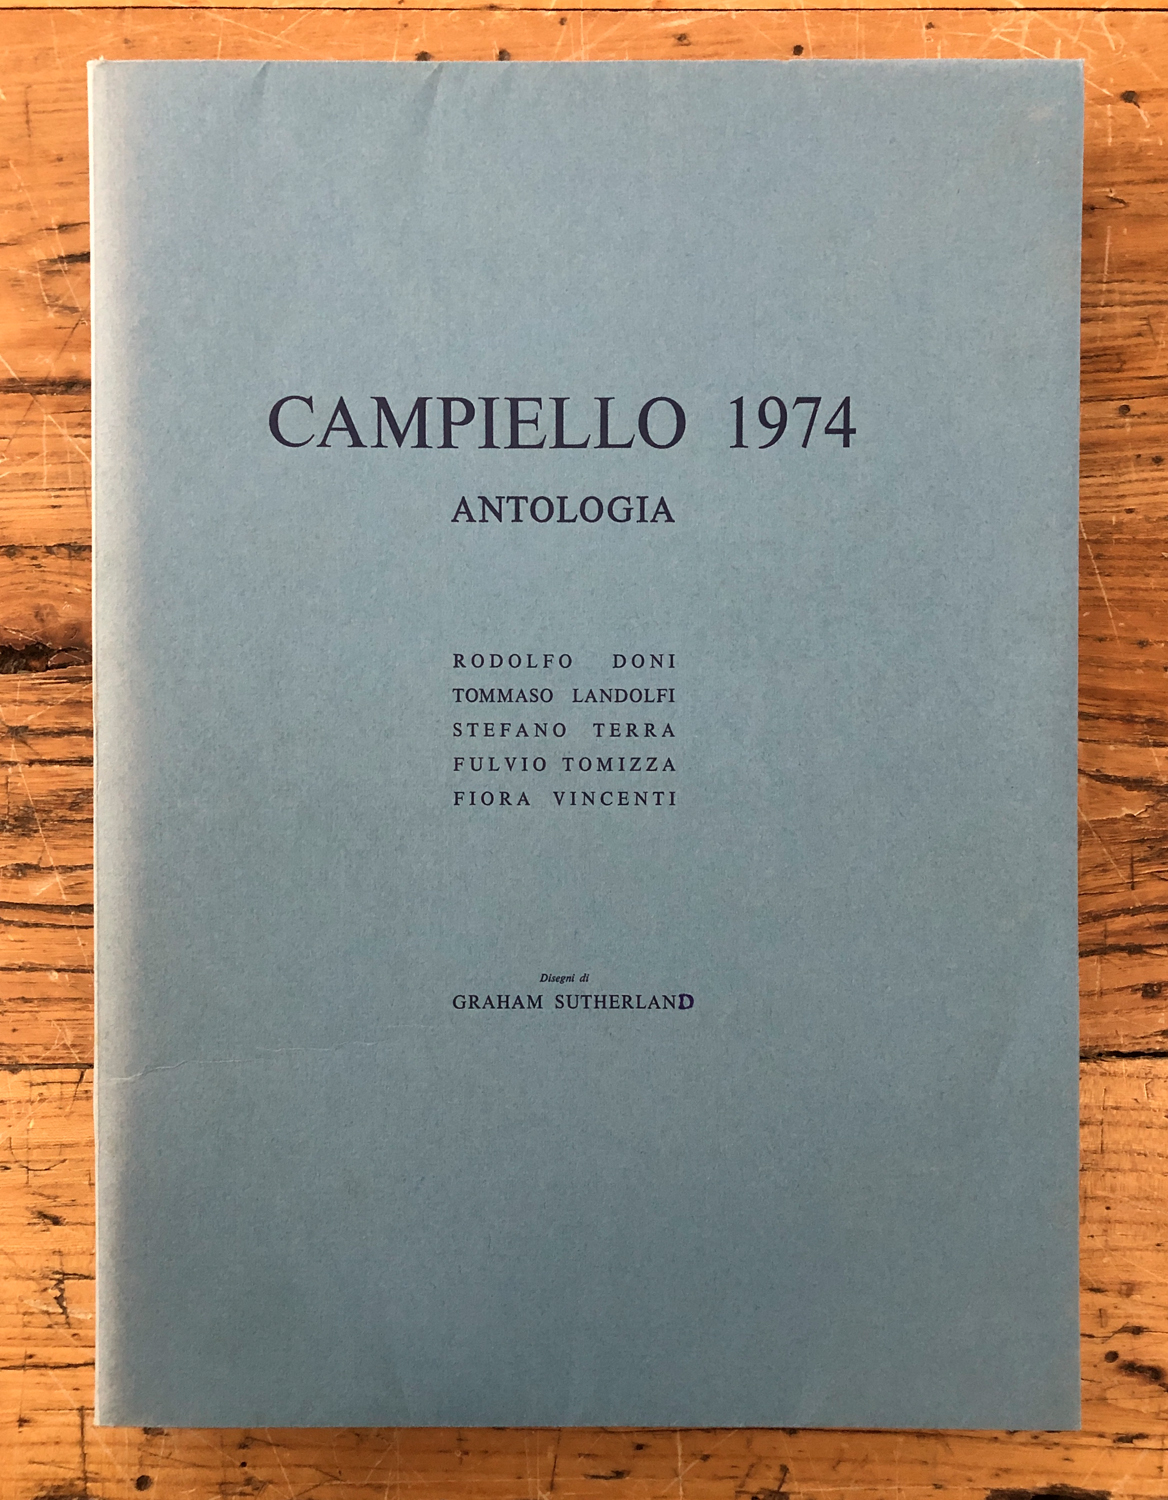 CAMPIELLO 1974
ANTOLOGIA
RODOLFO DONI
TOMMASO LANDOLFI
STEFANO TERRA
FULVIO TOMIZZA
FIORA VINCENTI
Disegni di
GRAHAM SUTHERLAND